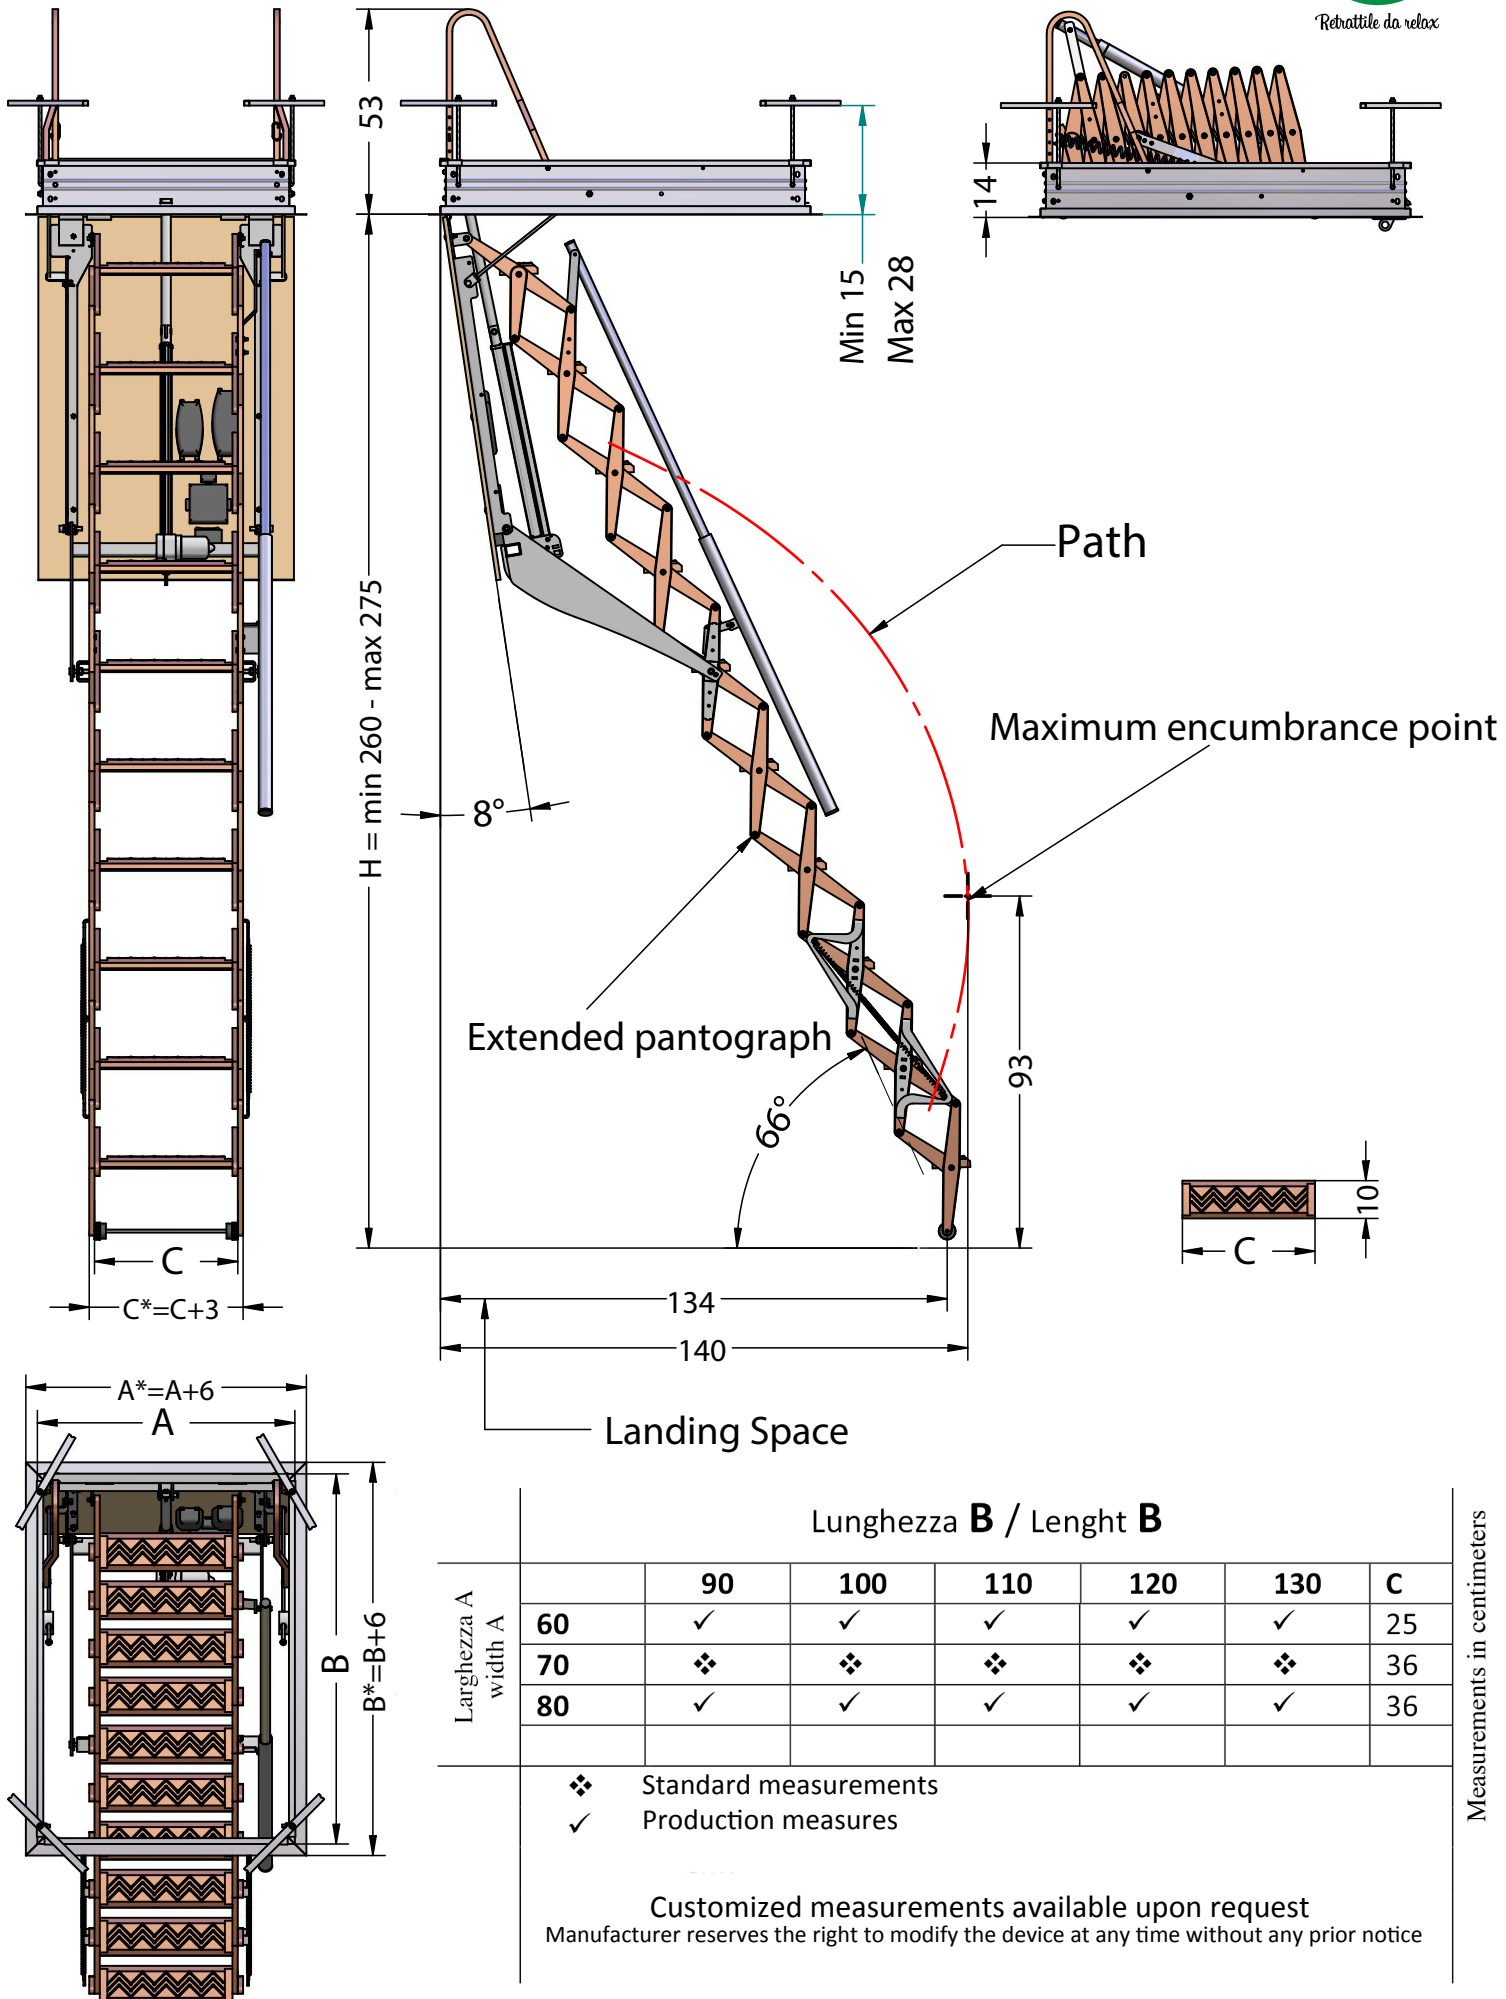 Retrattile da relax
53
14
Min 15
Max 28
Path
H = min 260 - max 275
Maximum encumbrance point
8°
Extended pantograph
93
66°
10
C
C
C*=C+3
134
140
A*=A+6
A
Landing Space
B
B*=B+6
Lunghezza B / Lenght B
Larghezza A
width A
90 100 110 120 130 C
60 ✓ ✓ ✓ ✓ ✓ 25
70 ❖ ❖ ❖ ❖ ❖ 36
80 ✓ ✓ ✓ ✓ ✓ 36
❖ Standard measurements
✓ Production measures
Customized measurements available upon request
Manufacturer reserves the right to modify the device at any time without any prior notice
Measurements in centimeters